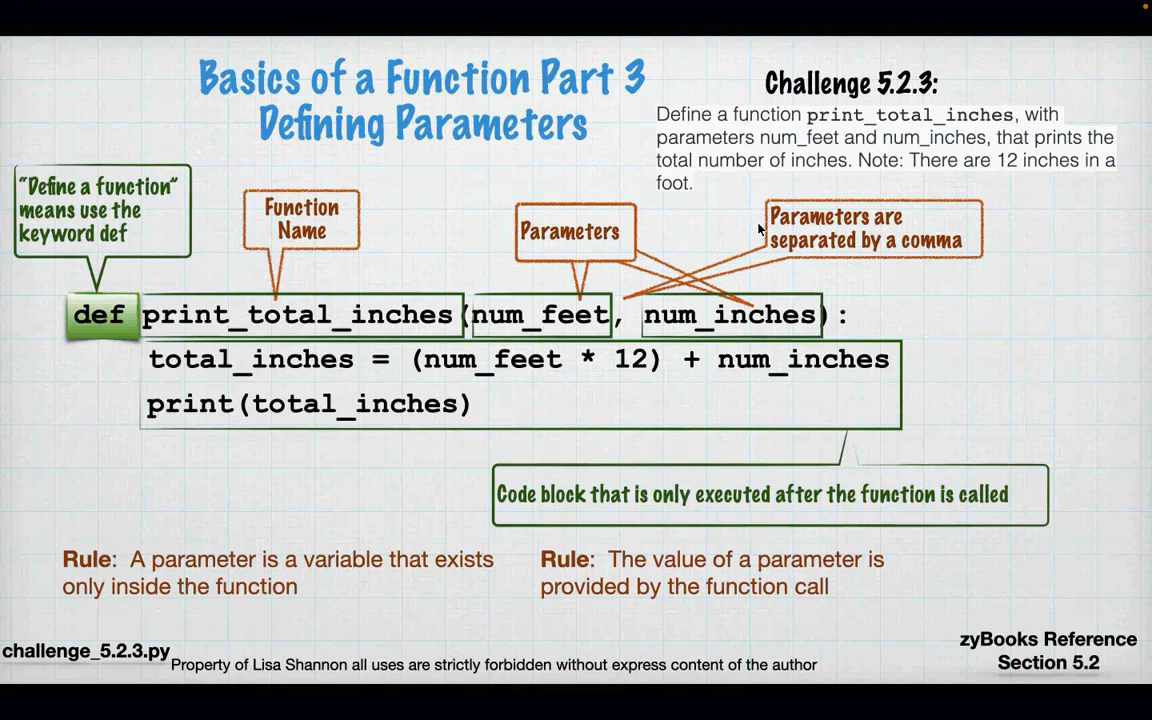 Basics of a Function Part 3
Defining Parameters
Challenge 5.2.3:
Define a function print_total_inches, with
parameters num_feet and num_inches, that prints the
total number of inches. Note: There are 12 inches in a
foot.
"Define a function"
means use the
keyword def
Function
Name
Parameters
Parameters are
separated by a comma
def print_total_inches(num_feet, num_inches):
total_inches = (num_feet * 12) + num_inches
print(total_inches)
Code block that is only executed after the function is called
Rule: A parameter is a variable that exists
only inside the function
Rule: The value of a parameter is
provided by the function call
challenge_5.2.3.py
Property of Lisa Shannon all uses are strictly forbidden without express content of the author
zyBooks Reference
Section 5.2